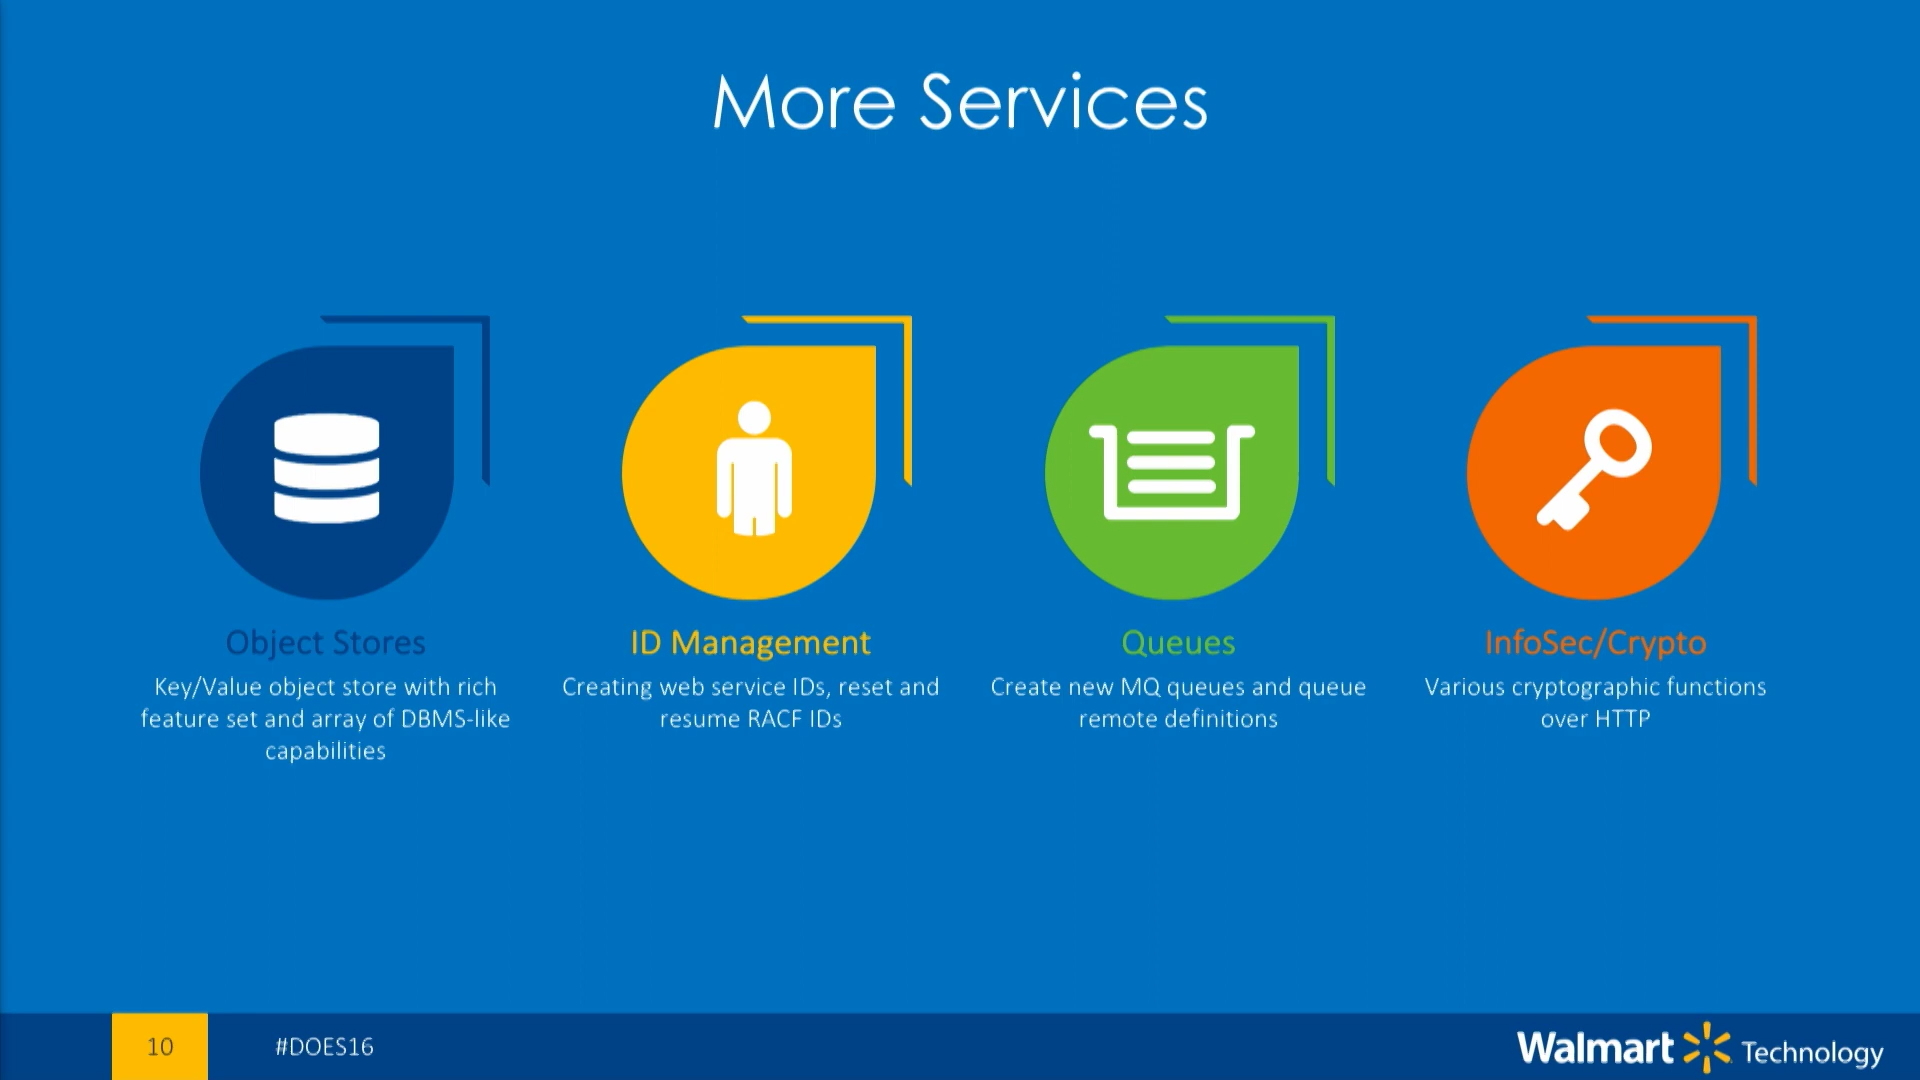 More Services
Object Stores
Key/Value object store with rich
feature set and array of DBMS-like
capabilities
ID Management
Creating web service IDs, reset and
resume RACF IDs
Queues
Create new MQ queues and queue
remote definitions
InfoSec/Crypto
Various cryptographic functions
over HTTP
10
#DOES16
Walmart Technology